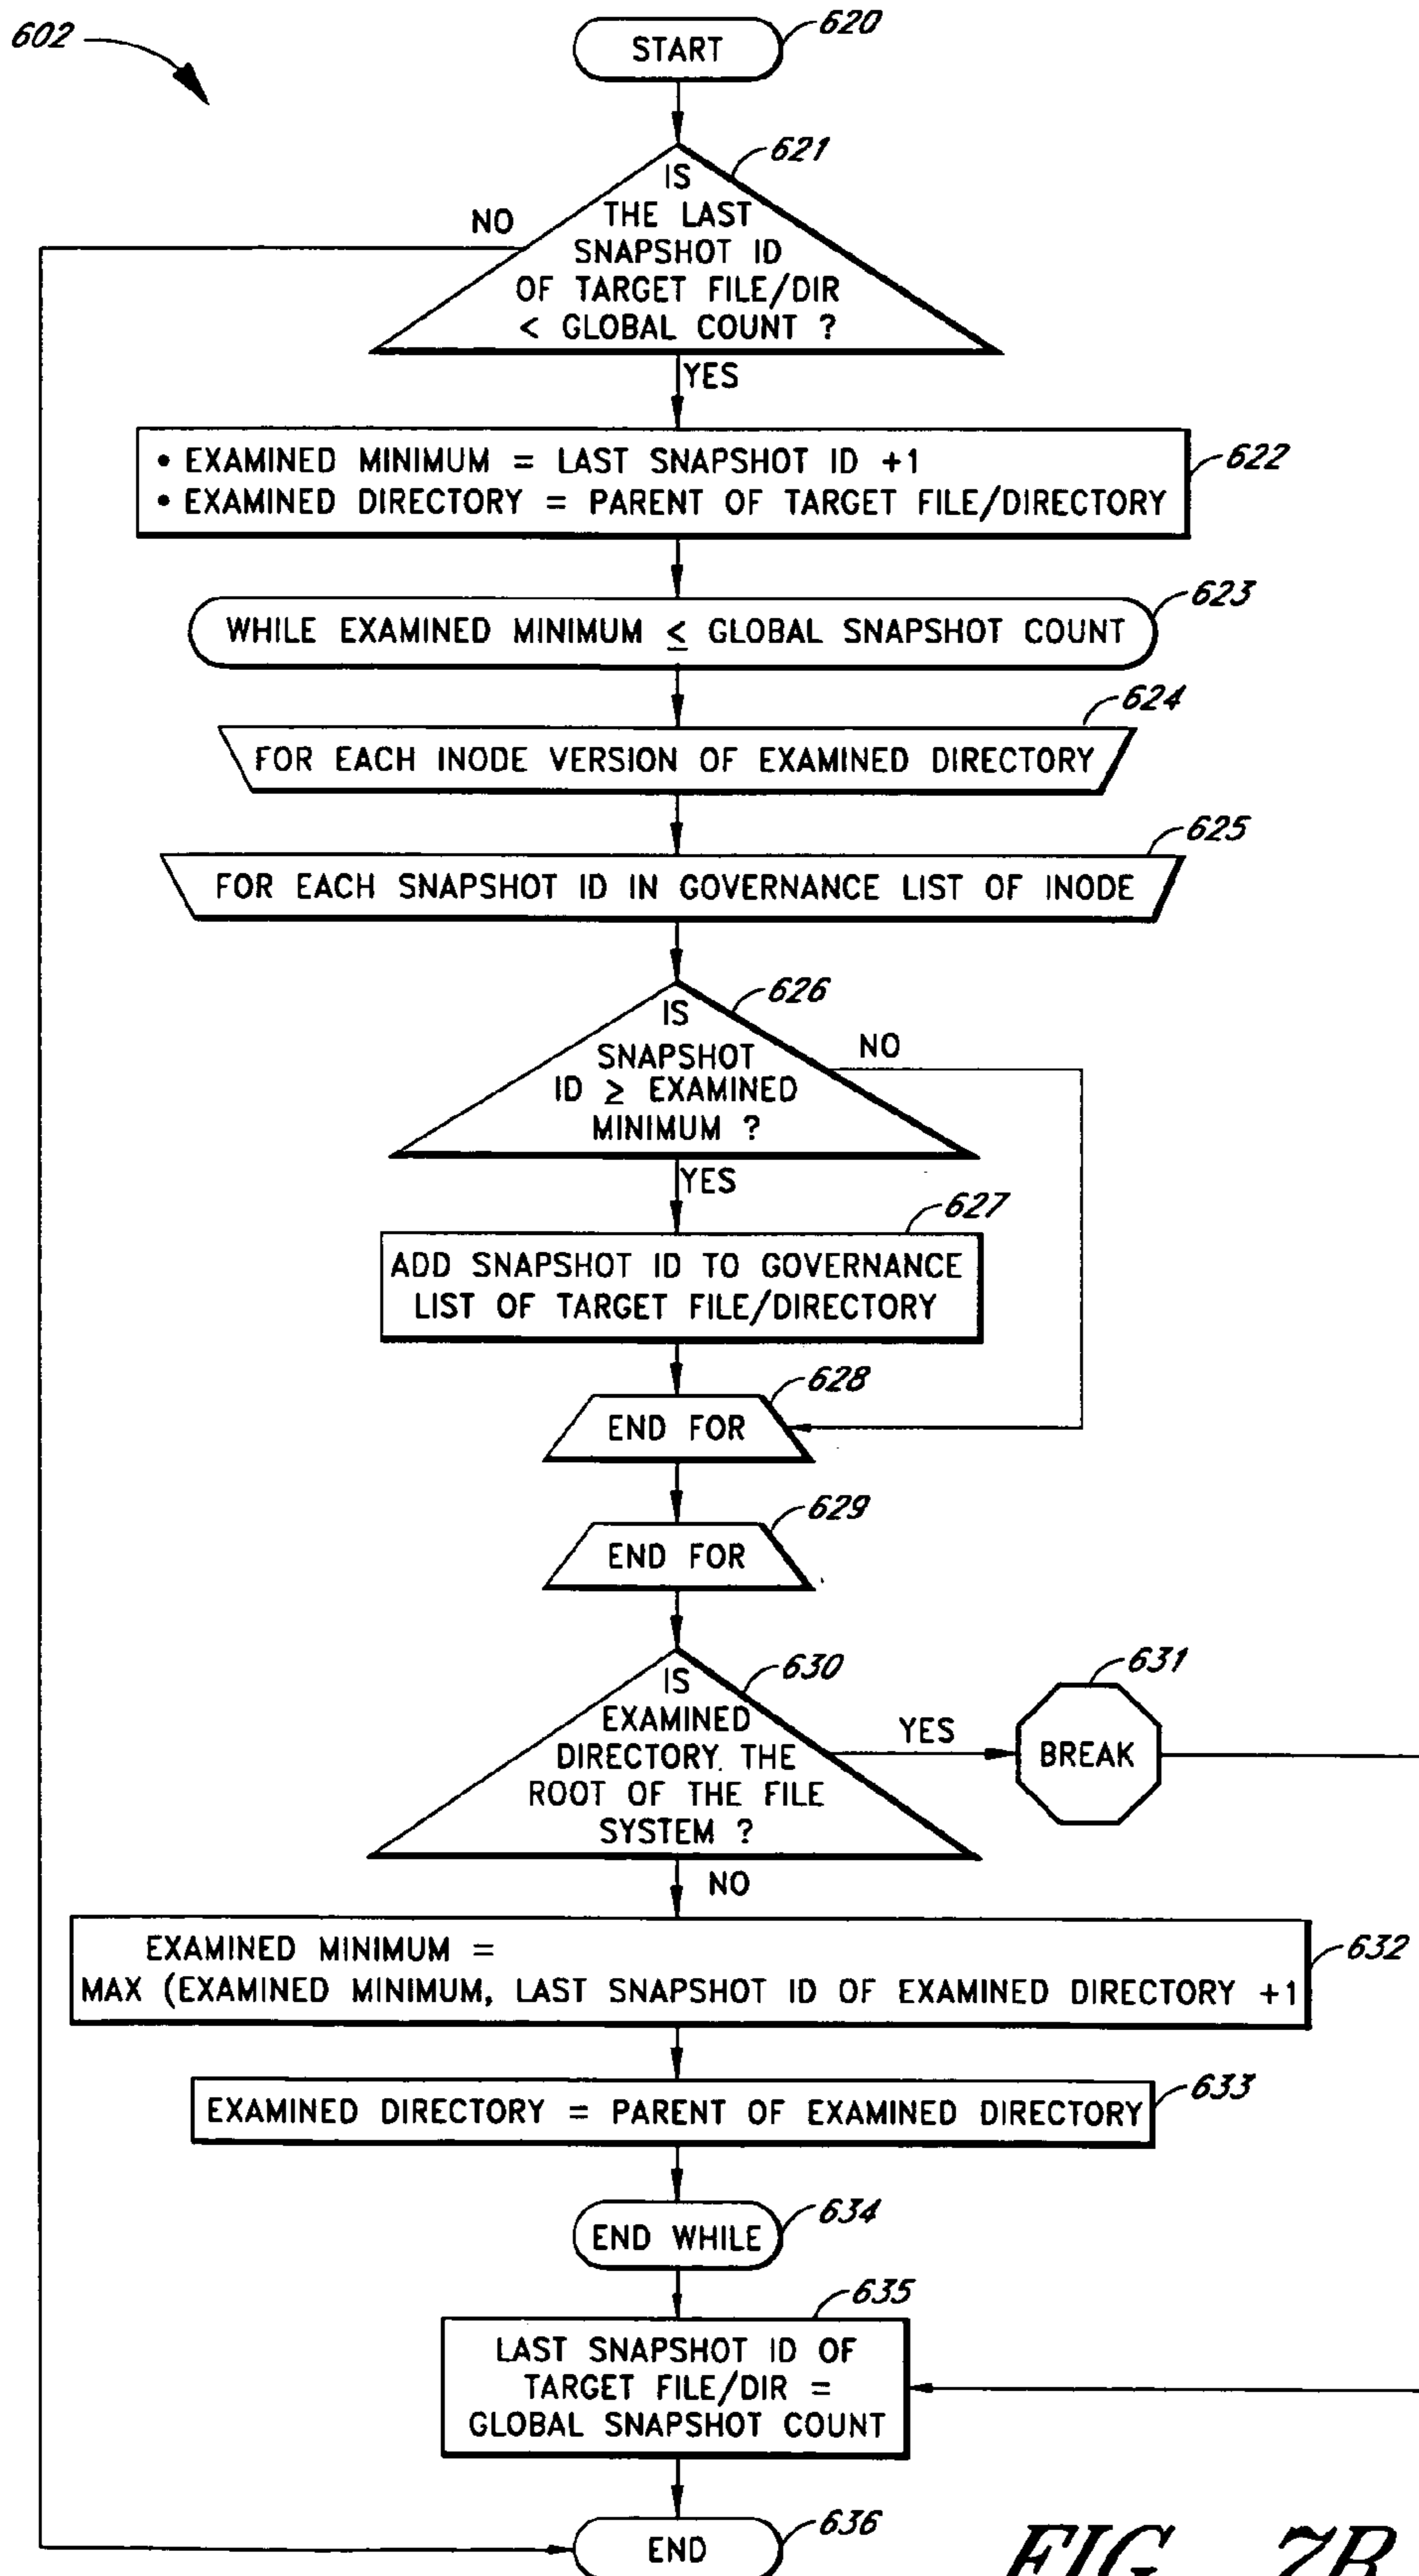 602
START
620
IS
THE LAST
SNAPSHOT ID
OF TARGET FILE/DIR
< GLOBAL COUNT ?
621
NO
YES
• EXAMINED MINIMUM = LAST SNAPSHOT ID +1
• EXAMINED DIRECTORY = PARENT OF TARGET FILE/DIRECTORY
622
WHILE EXAMINED MINIMUM ≤ GLOBAL SNAPSHOT COUNT
623
FOR EACH INODE VERSION OF EXAMINED DIRECTORY
624
FOR EACH SNAPSHOT ID IN GOVERNANCE LIST OF INODE
625
IS
SNAPSHOT
ID ≥ EXAMINED
MINIMUM ?
626
NO
YES
ADD SNAPSHOT ID TO GOVERNANCE
LIST OF TARGET FILE/DIRECTORY
627
END FOR
628
END FOR
629
IS
EXAMINED
DIRECTORY THE
ROOT OF THE FILE
SYSTEM ?
630
YES
BREAK
631
NO
EXAMINED MINIMUM =
MAX (EXAMINED MINIMUM, LAST SNAPSHOT ID OF EXAMINED DIRECTORY +1
632
EXAMINED DIRECTORY = PARENT OF EXAMINED DIRECTORY
633
END WHILE
634
LAST SNAPSHOT ID OF
TARGET FILE/DIR =
GLOBAL SNAPSHOT COUNT
635
END
636
FIG. 7B